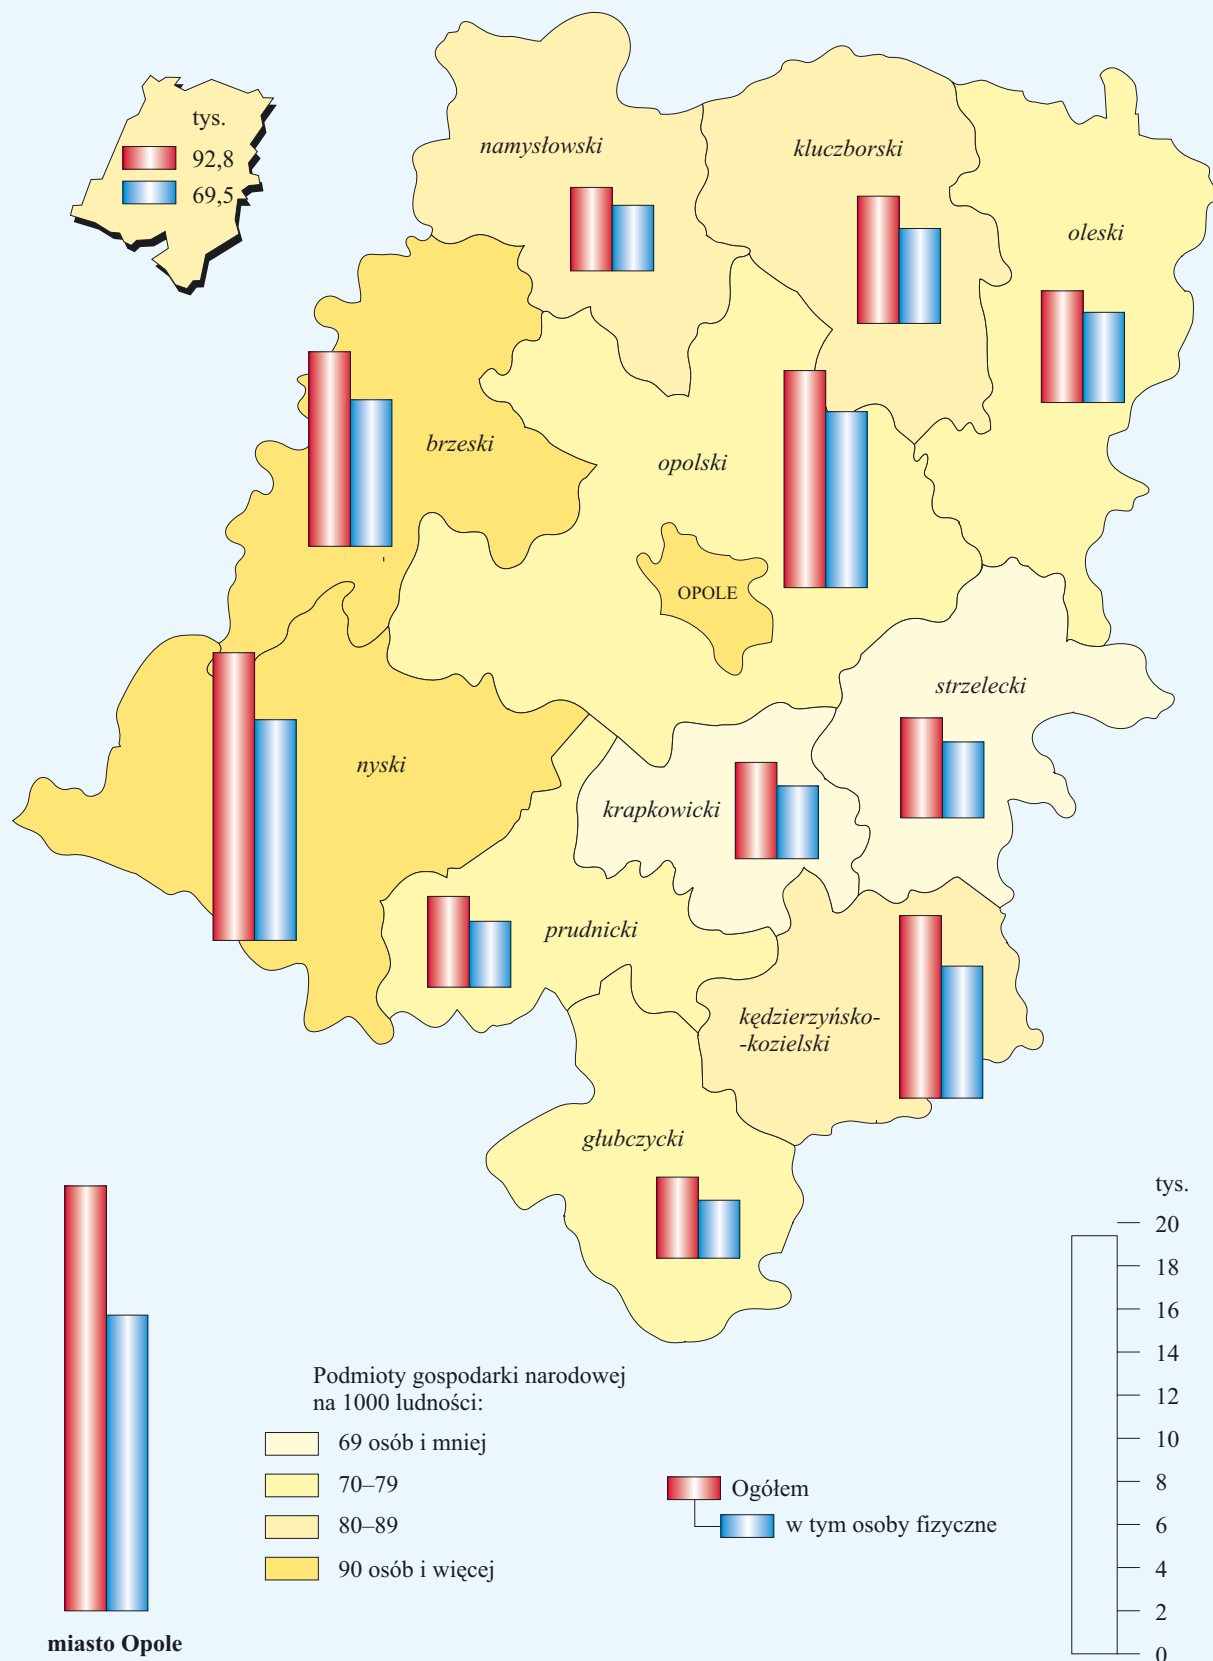 tys.
92,8
69,5
namysłowski
kluczborski
oleski
brzeski
opolski
OPOLE
strzelecki
nyski
krapkowicki
prudnicki
kędzierzyńsko-
-kozielski
głubczycki
miasto Opole
Podmioty gospodarki narodowej
na 1000 ludności:
69 osób i mniej
70–79
80–89
90 osób i więcej
Ogółem
w tym osoby fizyczne
tys.
20
18
16
14
12
10
8
6
4
2
0